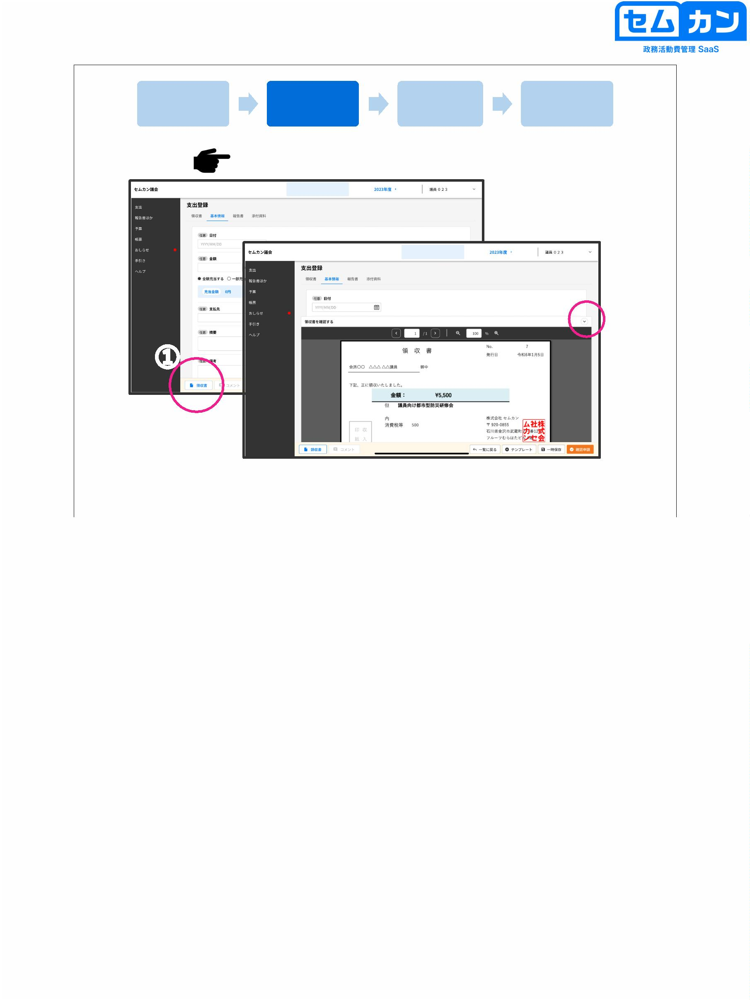 セムカン
政務活動費管理 SaaS
セムカン議会
2023年度
議員０２３
支出
報告書ほか
予算
帳票
おしらせ
手引き
ヘルプ
支出登録
領収書 基本情報 報告書 添付資料
任意 日付
YYYY/MM/DD
任意 金額
全額充当する 一部充
充当金額 0円
任意 支払先
任意 摘要
①
任意 備考
領収書 コメント
セムカン議会
2023年度
議員０２３
支出
報告書ほか
予算
帳票
おしらせ
手引き
ヘルプ
支出登録
領収書 基本情報 報告書 添付資料
任意 日付
YYYY/MM/DD
領収書を確認する
1 / 1
100 %
領 収 書
No. 7
発行日 令和6年1月5日
会派〇〇 △△△ △△議員 御中
下記、正に領収いたしました。
金額： ¥5,500
但 議員向け都市型防災研修会
内
消費税等 500
印 収
紙 入
株式会社 セムカン
〒920-0855
石川県金沢市武蔵町
番12
フルーツむらはたビル
株式会社セムカン
領収書 コメント 一覧に戻る テンプレート 一時保存 確認申請